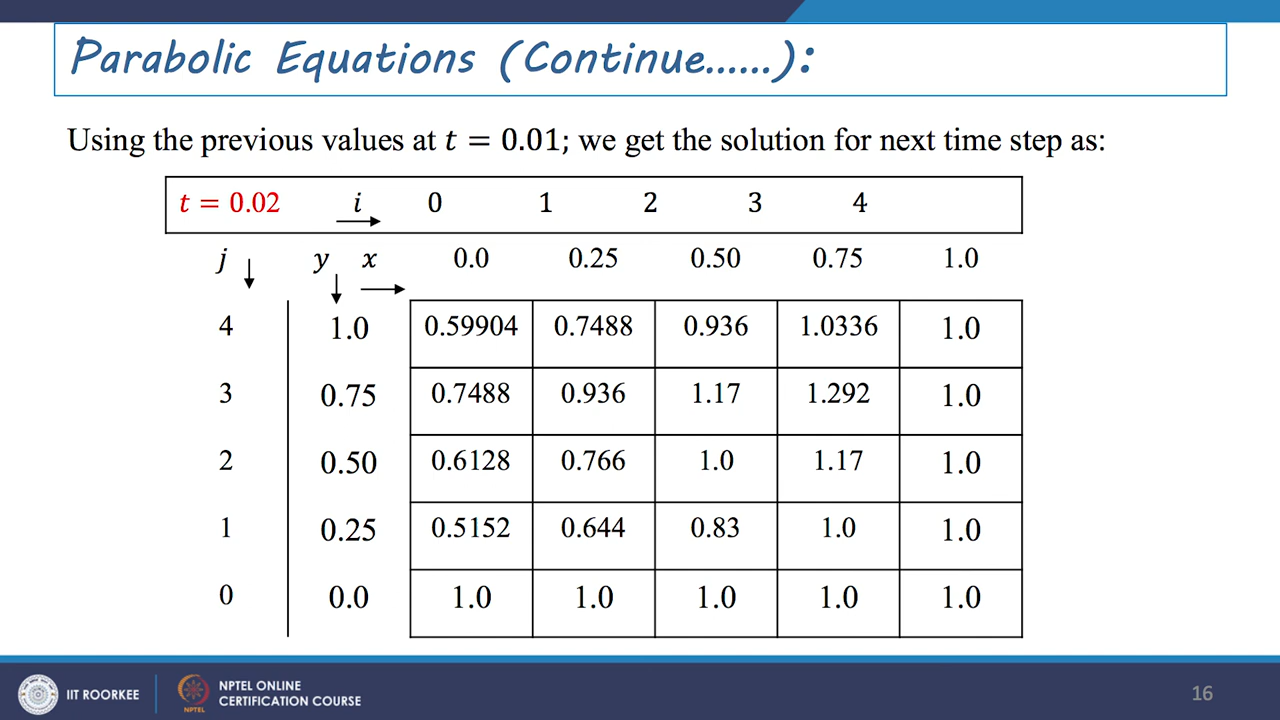 Parabolic Equations (Continue......):
Using the previous values at t = 0.01; we get the solution for next time step as:
t = 0.02 i 0 1 2 3 4
j y x 0.0 0.25 0.50 0.75 1.0
4 1.0 0.59904 0.7488 0.936 1.0336 1.0
3 0.75 0.7488 0.936 1.17 1.292 1.0
2 0.50 0.6128 0.766 1.0 1.17 1.0
1 0.25 0.5152 0.644 0.83 1.0 1.0
0 0.0 1.0 1.0 1.0 1.0 1.0
IIT ROORKEE
NPTEL
NPTEL ONLINE
CERTIFICATION COURSE
16